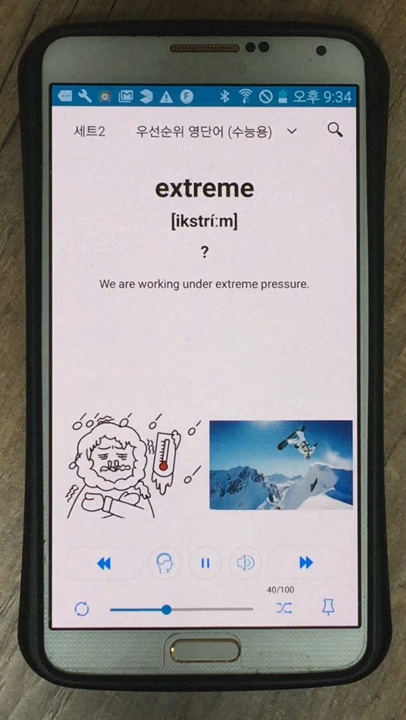 오후 9:34
세트2 우선순위 영단어 (수능용)
extreme
[ikstríːm]
?
We are working under extreme pressure.
40/100